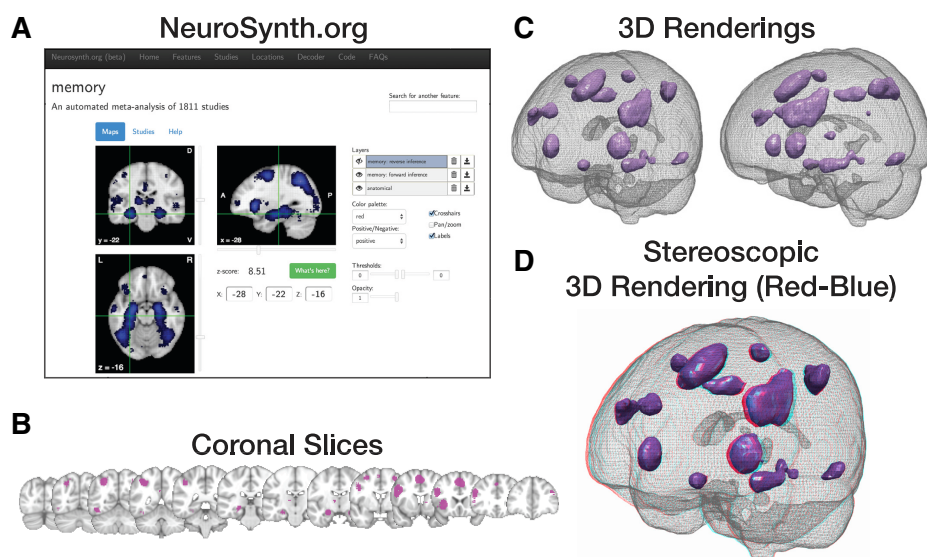 A
NeuroSynth.org
Neurosynth.org (beta) Home Features Studies Locations Decoder Code FAQs
memory
An automated meta-analysis of 1811 studies
Search for another feature:
Maps Studies Help
D
y = -22
V
A
P
x = -28
Layers
memory: reverse inference
memory: forward inference
anatomical
Color palette:
red
Crosshairs
Pan/zoom
Labels
Positive/Negative:
positive
L
R
z = -16
z-score: 8.51
What's here?
X: -28 Y: -22 Z: -16
Thresholds:
0
0
Opacity:
1
B
Coronal Slices
C
3D Renderings
D
Stereoscopic
3D Rendering (Red-Blue)